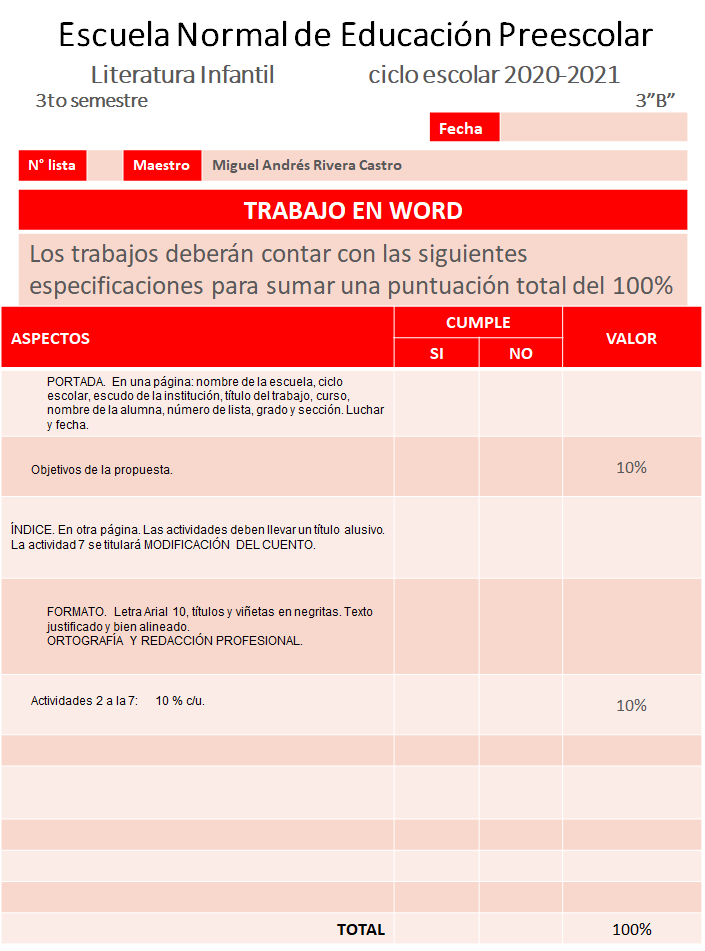 Escuela Normal de Educación Preescolar
Literatura Infantil ciclo escolar 2020-2021
3to semestre 3”B”
Fecha
N° lista Maestro Miguel Andrés Rivera Castro
TRABAJO EN WORD
Los trabajos deberán contar con las siguientes
especificaciones para sumar una puntuación total del 100%
ASPECTOS CUMPLE VALOR
SI NO
PORTADA. En una página: nombre de la escuela, ciclo
escolar, escudo de la institución, título del trabajo, curso,
nombre de la alumna, número de lista, grado y sección. Luchar
y fecha.
Objetivos de la propuesta. 10%
ÍNDICE. En otra página. Las actividades deben llevar un título alusivo.
La actividad 7 se titulará MODIFICACIÓN DEL CUENTO.
FORMATO. Letra Arial 10, títulos y viñetas en negritas. Texto
justificado y bien alineado.
ORTOGRAFÍA Y REDACCIÓN PROFESIONAL.
Actividades 2 a la 7: 10 % c/u. 10%
TOTAL 100%